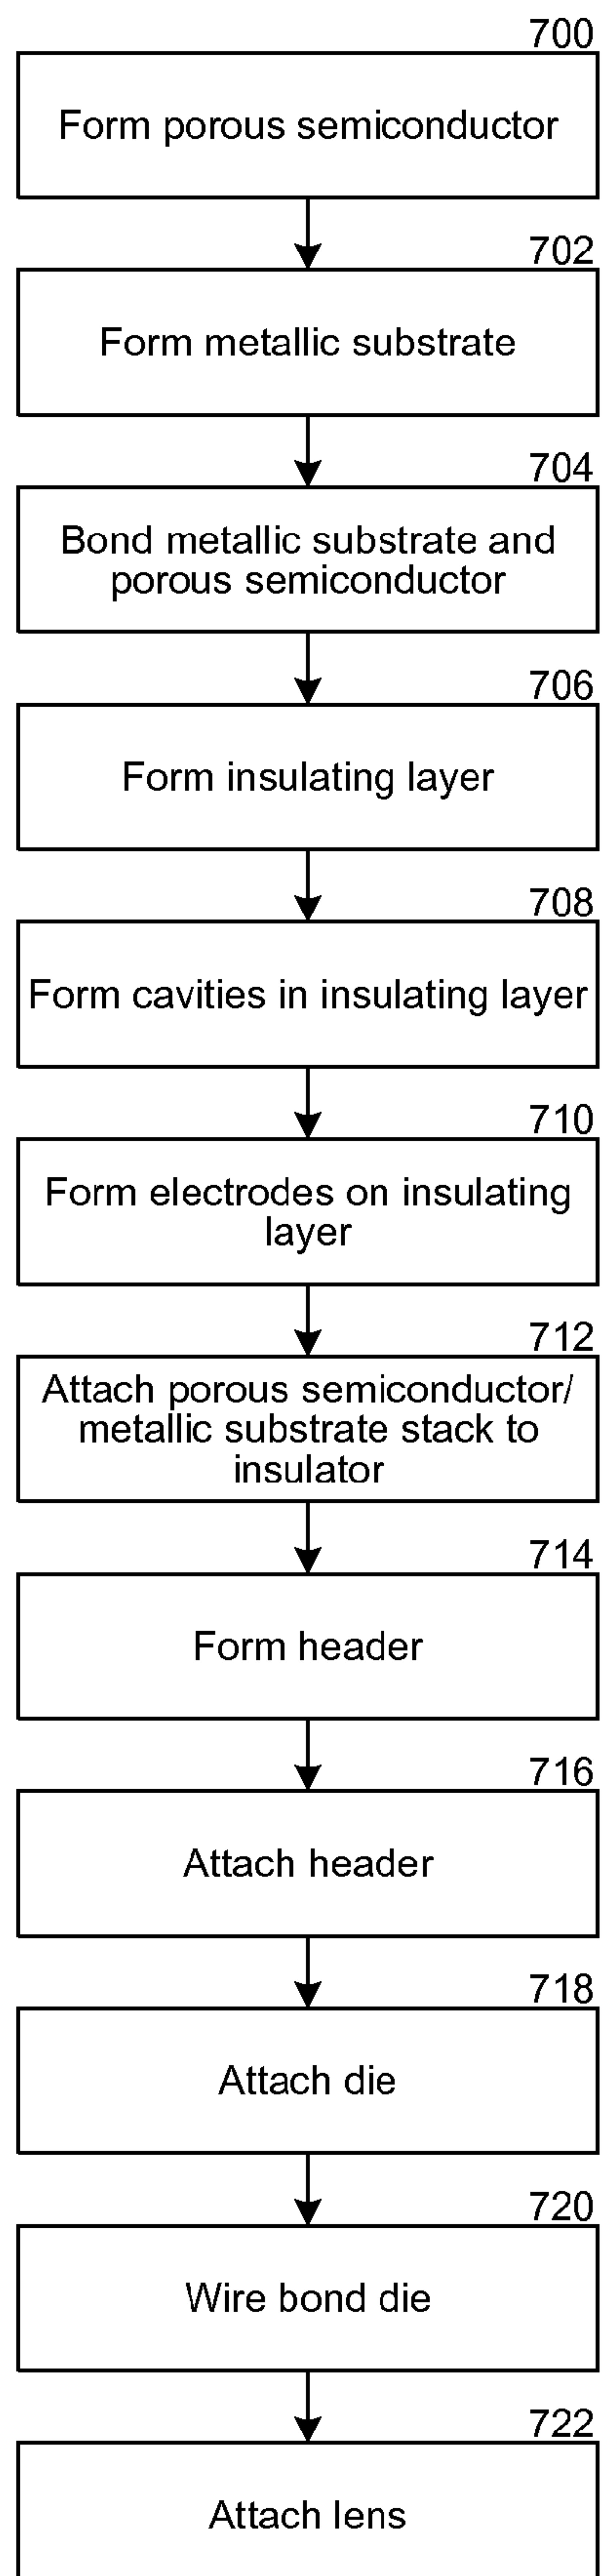 700
Form porous semiconductor
702
Form metallic substrate
704
Bond metallic substrate and
porous semiconductor
706
Form insulating layer
708
Form cavities in insulating layer
710
Form electrodes on insulating
layer
712
Attach porous semiconductor/
metallic substrate stack to
insulator
714
Form header
716
Attach header
718
Attach die
720
Wire bond die
722
Attach lens